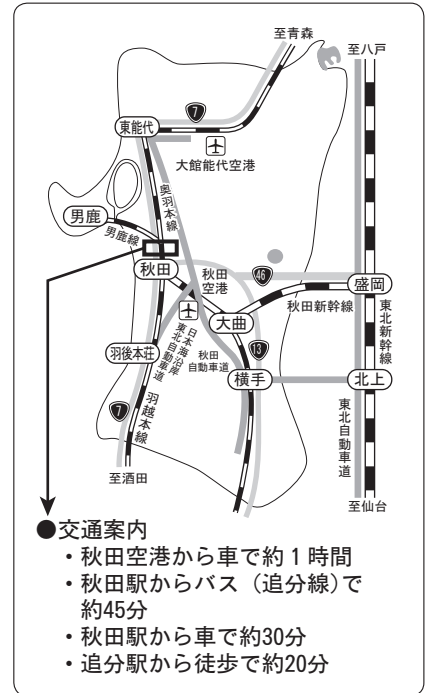 至青森
至八戸
7
東能代
大館能代空港
奥羽本線
男鹿
男鹿線
秋田
秋田空港
46
盛岡
秋田新幹線
大曲
東北新幹線
日本海沿岸
東北自動車道
秋田
自動車道
13
羽後本荘
横手
北上
7
羽越本線
東北自動車道
至酒田
至仙台
●交通案内
・秋田空港から車で約１時間
・秋田駅からバス（追分線）で
約45分
・秋田駅から車で約30分
・追分駅から徒歩で約20分